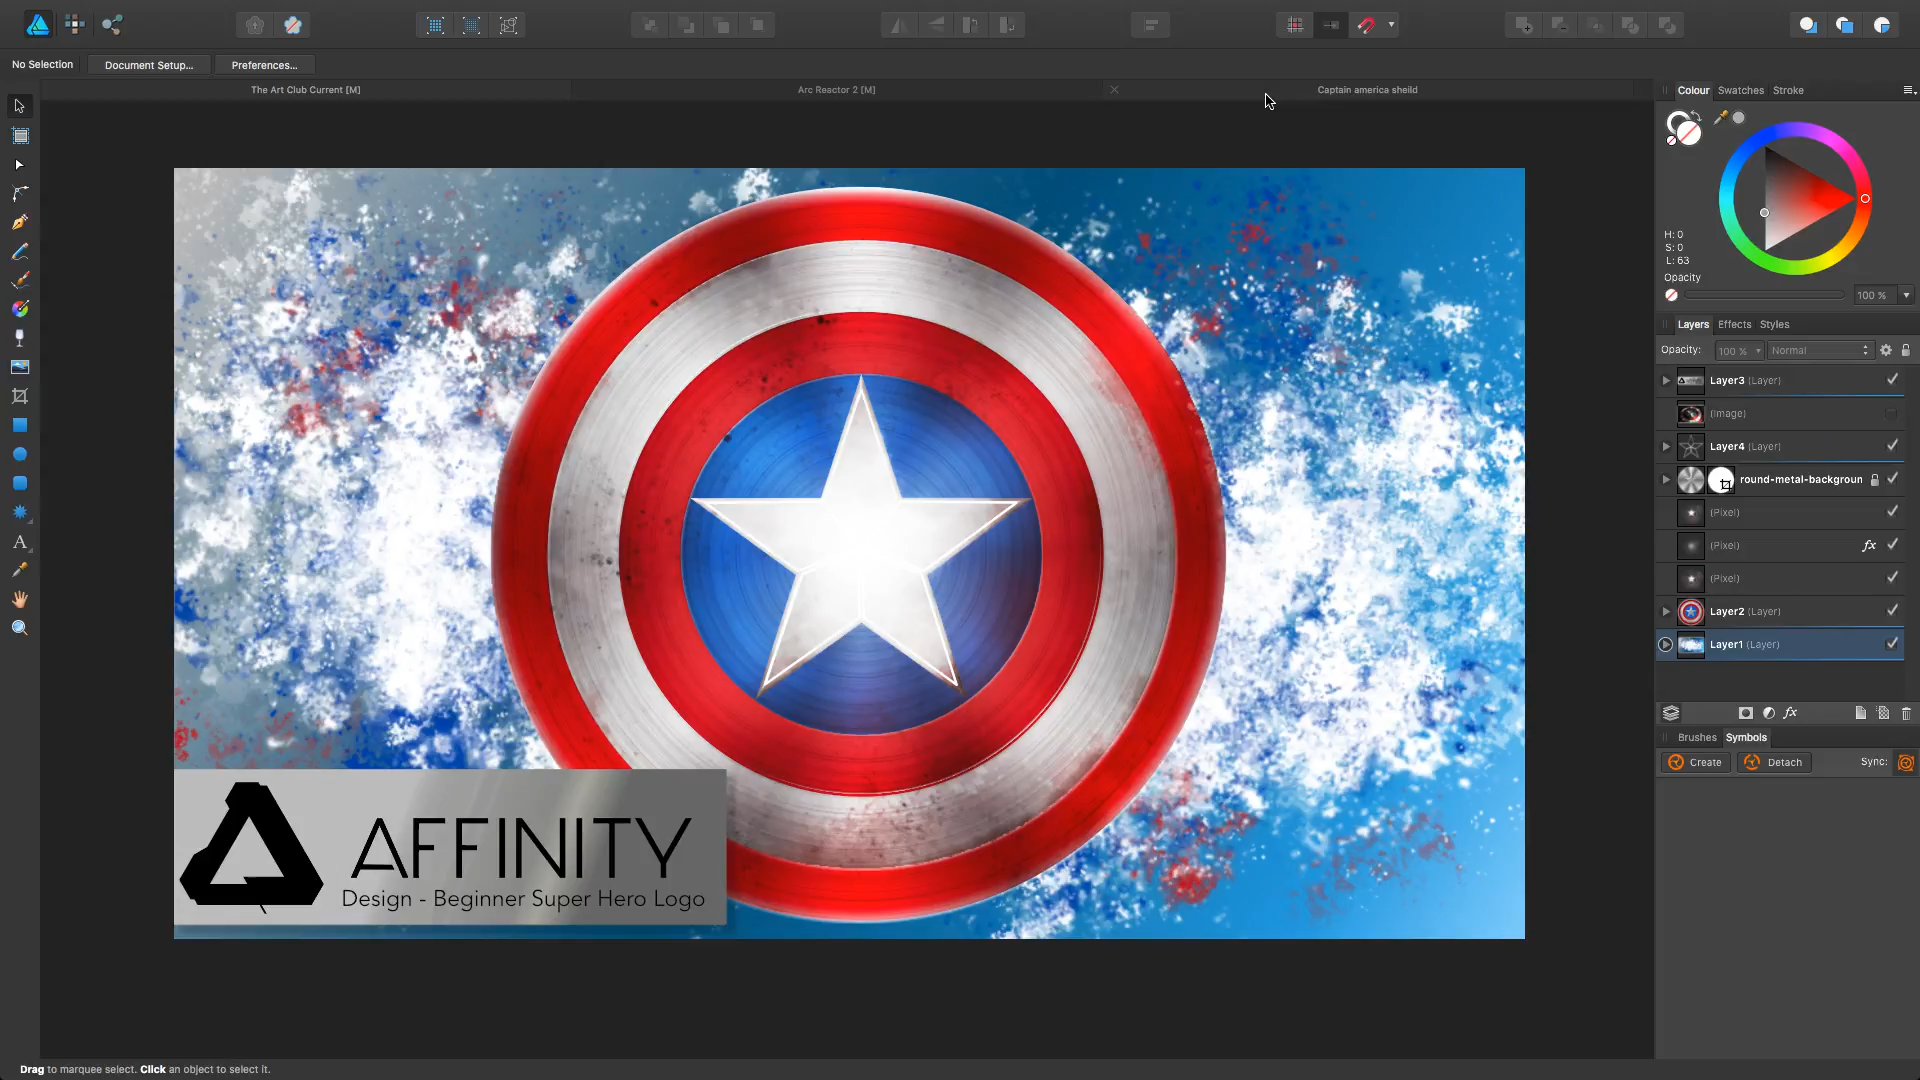 No Selection
Document Setup...
Preferences...
The Art Club Current [M]
Arc Reactor 2 [M]
Captain america sheild
Colour
Swatches
Stroke
H: 0
S: 0
L: 63
Opacity
100 %
Layers
Effects
Styles
Opacity:
100 %
Normal
Layer3 (Layer)
(Image)
Layer4 (Layer)
round-metal-backgroun
(Pixel)
(Pixel)
fx
(Pixel)
Layer2 (Layer)
Layer1 (Layer)
fx
Brushes
Symbols
Create
Detach
Sync:
AFFINITY
Design - Beginner Super Hero Logo
Drag to marquee select. Click an object to select it.